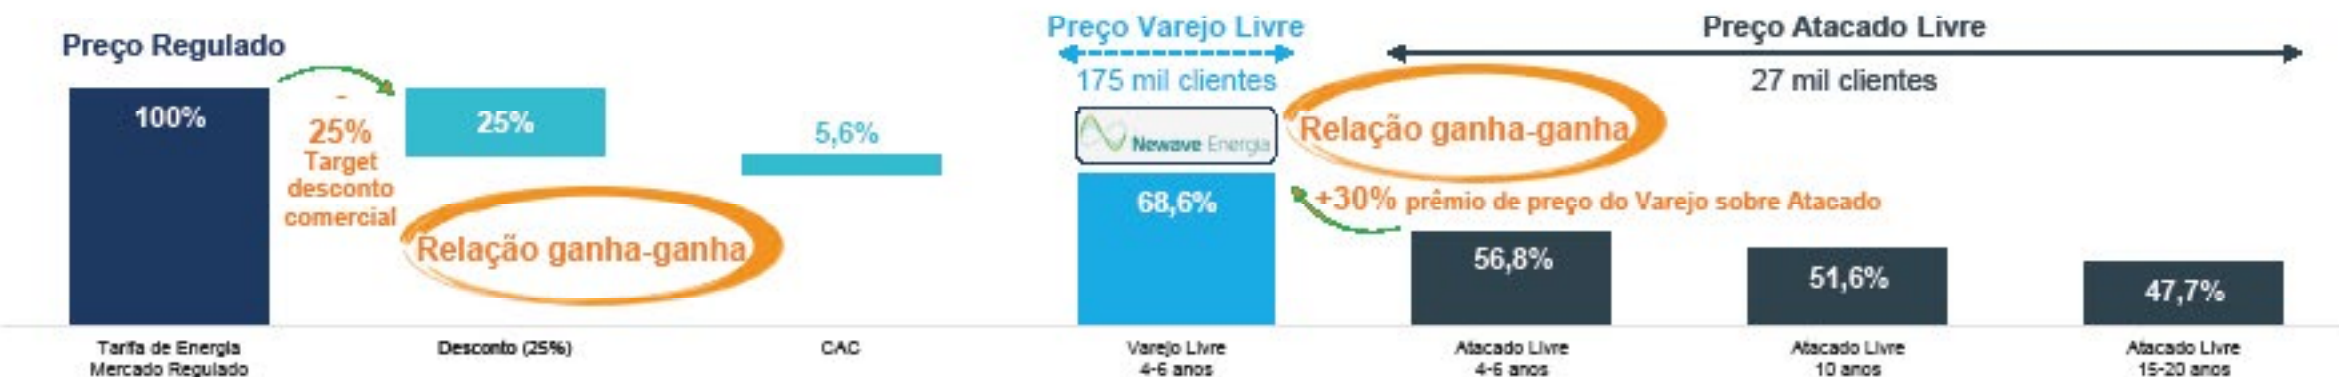 Preço Regulado
100%
-
25%
Target
desconto
comercial
25%
Relação ganha-ganha
5,6%
Preço Varejo Livre
175 mil clientes
Newave Energia
68,6%
Relação ganha-ganha
+30% prêmio de preço do Varejo sobre Atacado
Preço Atacado Livre
27 mil clientes
56,8%
51,6%
47,7%
Tarifa de Energia
Mercado Regulado
Desconto (25%)
CAC
Varejo Livre
4-6 anos
Atacado Livre
4-6 anos
Atacado Livre
10 anos
Atacado Livre
15-20 anos